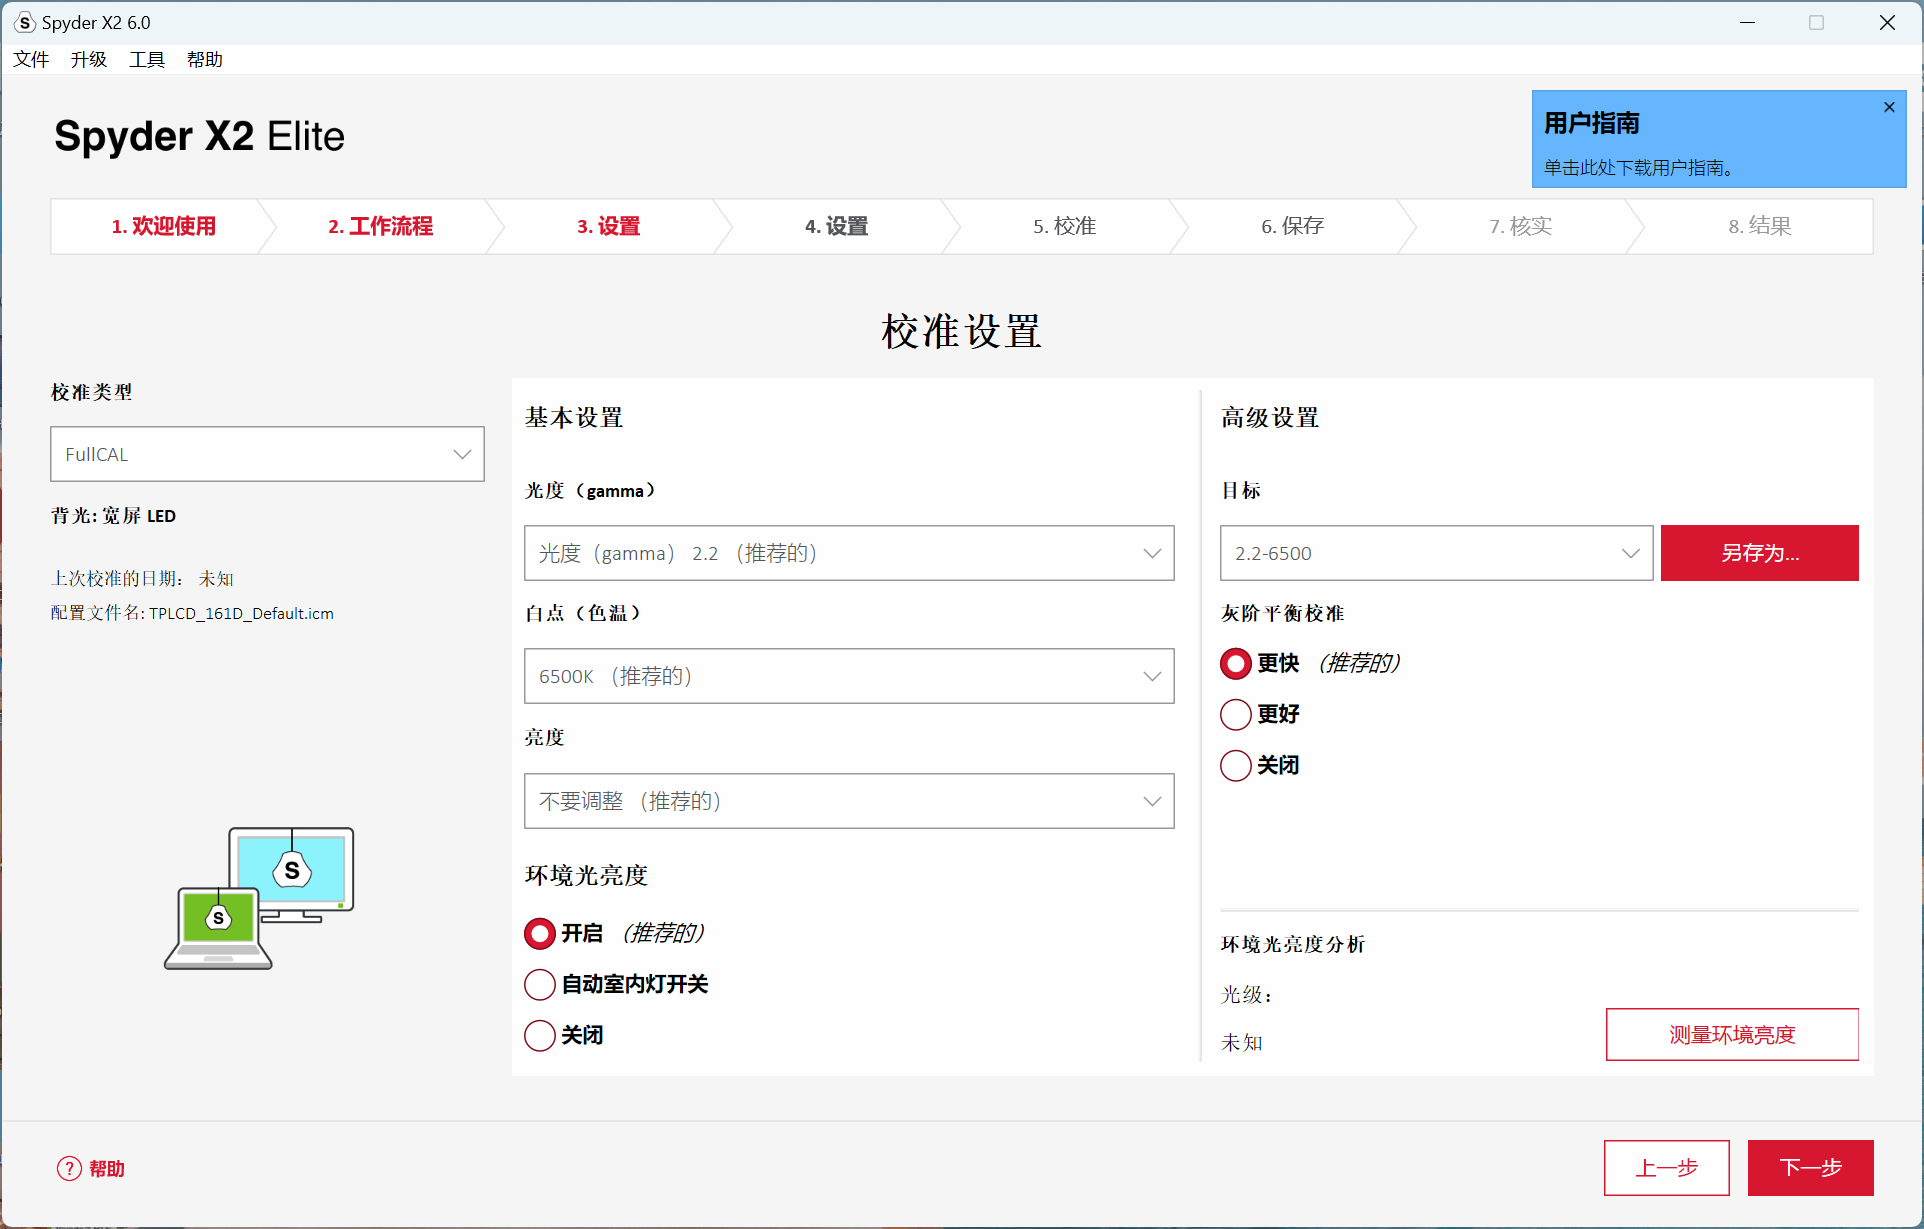 Spyder X2 6.0
文件 升级 工具 帮助
Spyder X2 Elite
用户指南
单击此处下载用户指南。
1. 欢迎使用
2. 工作流程
3. 设置
4. 设置
5. 校准
6. 保存
7. 核实
8. 结果
校准设置
校准类型
FullCAL
背光: 宽屏 LED
上次校准的日期： 未知
配置文件名: TPLCD_161D_Default.icm
S
S
基本设置
光度（gamma）
光度（gamma） 2.2 （推荐的）
白点（色温）
6500K （推荐的）
亮度
不要调整 （推荐的）
环境光亮度
开启 （推荐的）
自动室内灯开关
关闭
高级设置
目标
2.2-6500
另存为...
灰阶平衡校准
更快 （推荐的）
更好
关闭
环境光亮度分析
光级：
未知
测量环境亮度
? 帮助
上一步
下一步